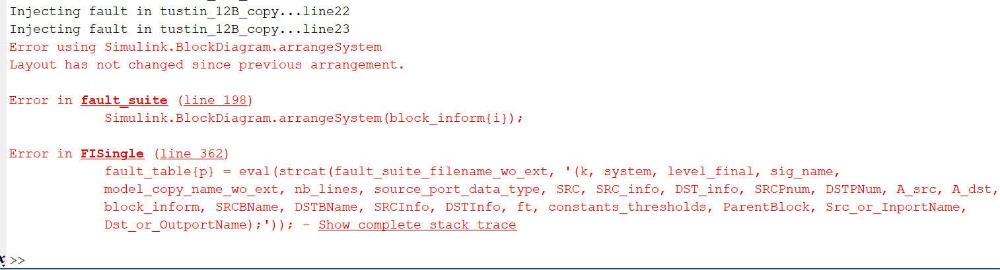 Injecting fault in tustin_12B_copy...line22
Injecting fault in tustin_12B_copy...line23
Error using Simulink.BlockDiagram.arrangeSystem
Layout has not changed since previous arrangement.
Error in fault_suite (line 198)
Simulink.BlockDiagram.arrangeSystem(block_inform{i});
Error in FISingle (line 362)
fault_table{p} = eval(strcat(fault_suite_filename_wo_ext, '(k, system, level_final, sig_name,
model_copy_name_wo_ext, nb_lines, source_port_data_type, SRC, SRC_info, DST_info, SRCPnum, DSTPNum, A_src, A_dst,
block_inform, SRCBName, DSTBName, SRCInfo, DSTInfo, ft, constants_thresholds, ParentBlock, Src_or_InportName,
Dst_or_OutportName);')); - Show complete stack trace
>>